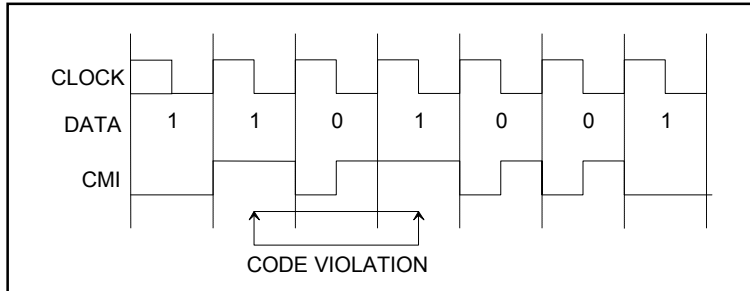 CLOCK
DATA 1 1 0 1 0 0 1
CMI
CODE VIOLATION